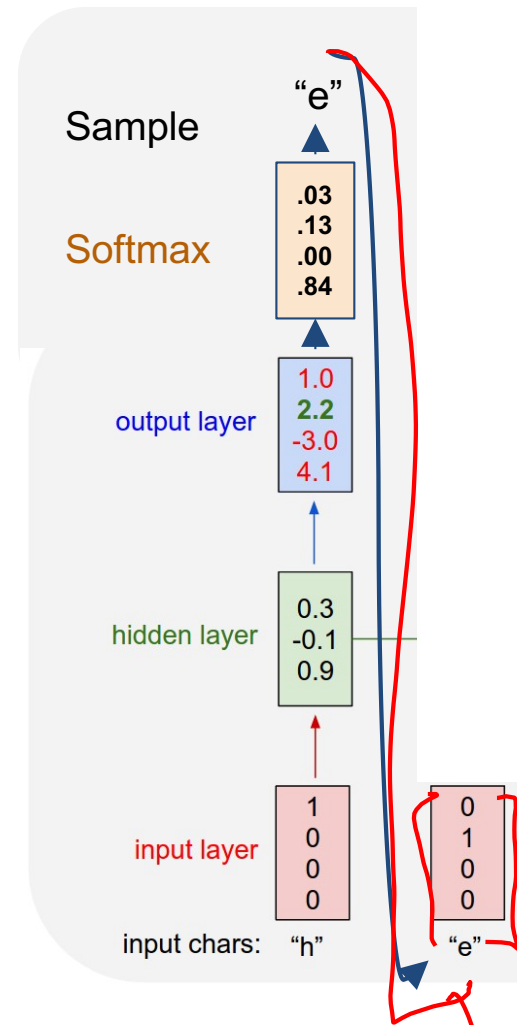 “e”
Sample
.03
.13
Softmax
.00
.84
1.0
output layer
2.2
-3.0
4.1
0.3
hidden layer
-0.1
0.9
1 0
input layer
0 1
0 0
0 0
input chars: “h” “e”